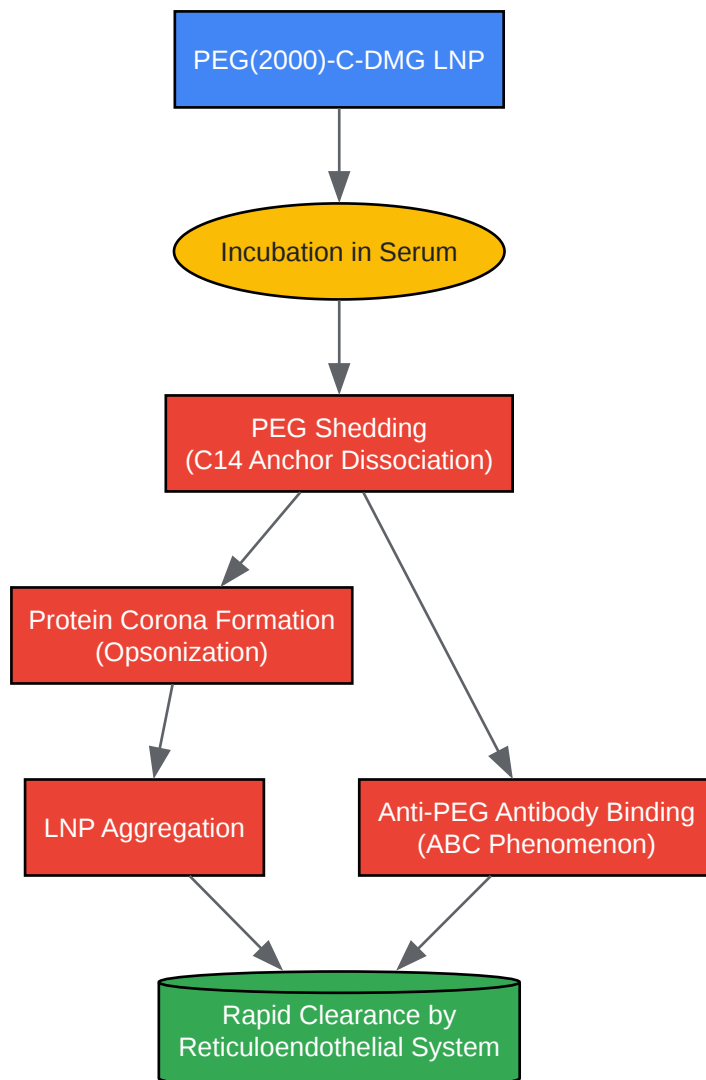 PEG(2000)-C-DMG LNP
Incubation in Serum
PEG Shedding
(C14 Anchor Dissociation)
Protein Corona Formation
(Opsonization)
LNP Aggregation
Anti-PEG Antibody Binding
(ABC Phenomenon)
Rapid Clearance by
Reticuloendothelial System